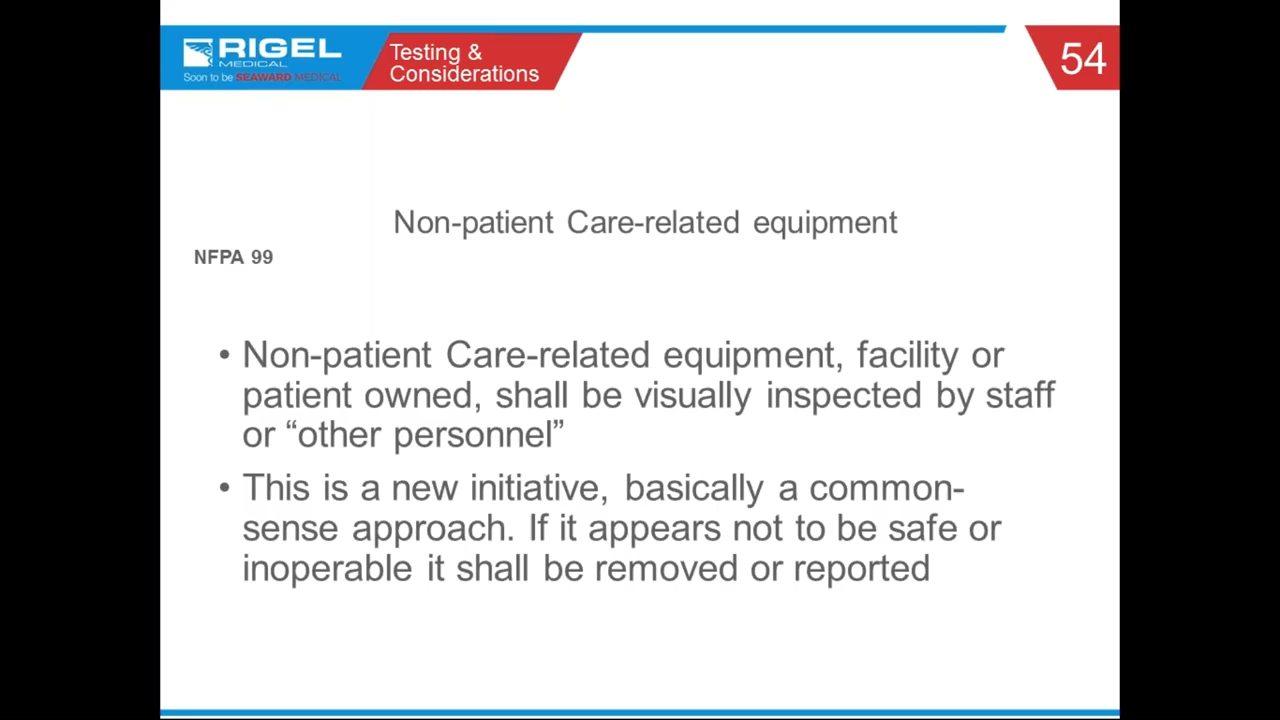 RIGEL
MEDICAL
Soon to be SEAWARD MEDICAL
Testing &
Considerations
54
Non-patient Care-related equipment
NFPA 99
• Non-patient Care-related equipment, facility or
patient owned, shall be visually inspected by staff
or “other personnel”
• This is a new initiative, basically a common-
sense approach. If it appears not to be safe or
inoperable it shall be removed or reported